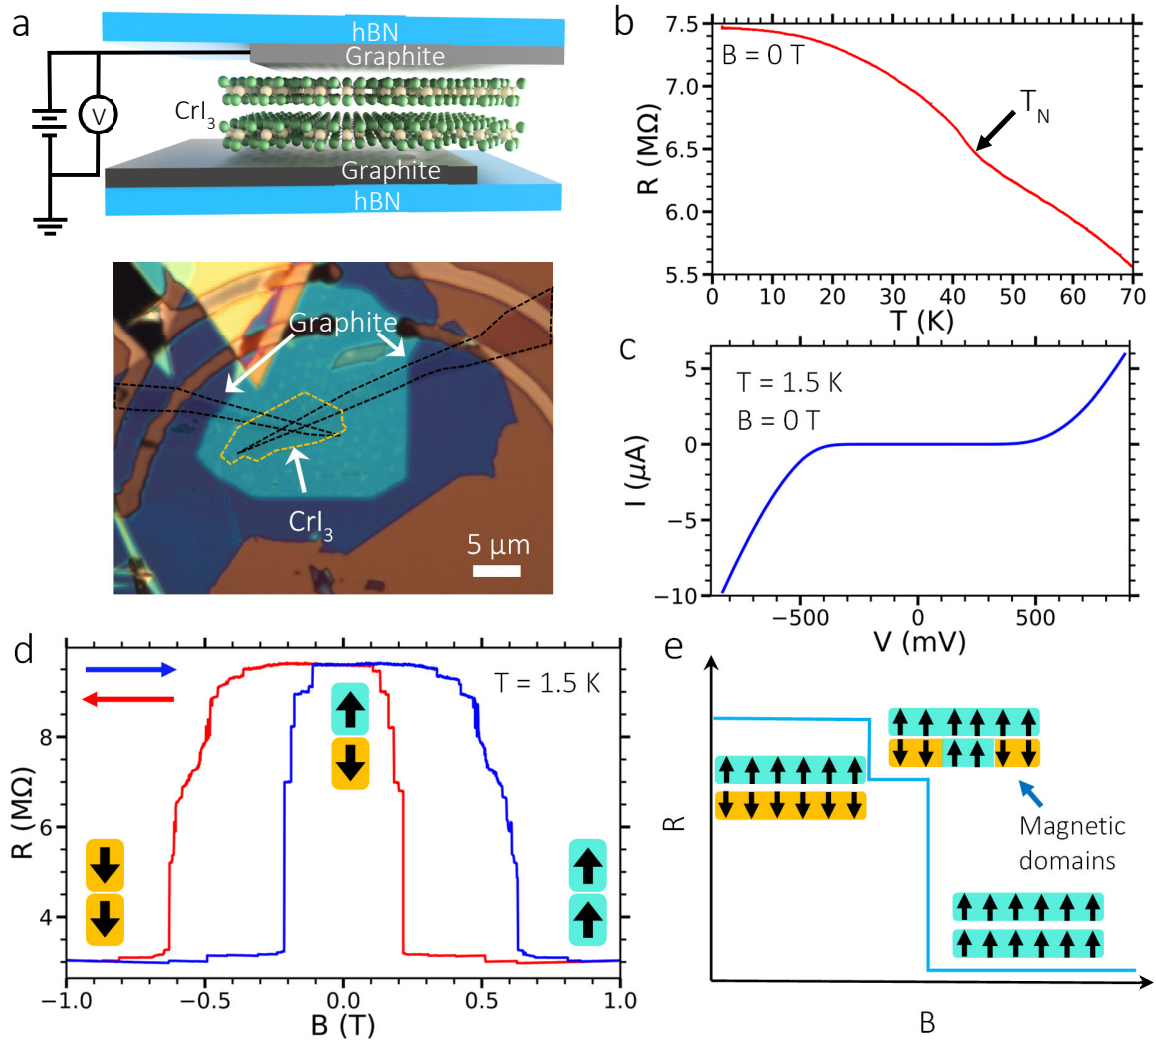 a
hBN
Graphite
V
CrI3
Graphite
hBN
Graphite
CrI3
5 μm
b
7.5
7.0
6.5
6.0
5.5
R (MΩ)
B = 0 T
TN
0 10 20 30 40 50 60 70
T (K)
c
5
0
−5
−10
I (μA)
T = 1.5 K
B = 0 T
−500 0 500
V (mV)
d
8
6
4
R (MΩ)
T = 1.5 K
−1.0 −0.5 0.0 0.5 1.0
B (T)
e
R
Magnetic
domains
B